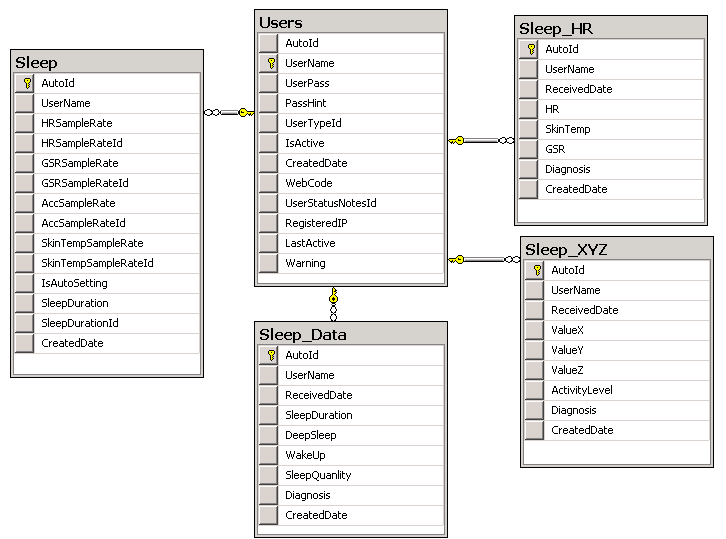 Sleep
AutoId
UserName
HRSampleRate
HRSampleRateId
GSRSampleRate
GSRSampleRateId
AccSampleRate
AccSampleRateId
SkinTempSampleRate
SkinTempSampleRateId
IsAutoSetting
SleepDuration
SleepDurationId
CreatedDate
Users
AutoId
UserName
UserPass
PassHint
UserTypeId
IsActive
CreatedDate
WebCode
UserStatusNotesId
RegisteredIP
LastActive
Warning
Sleep_HR
AutoId
UserName
ReceivedDate
HR
SkinTemp
GSR
Diagnosis
CreatedDate
Sleep_Data
AutoId
UserName
ReceivedDate
SleepDuration
DeepSleep
WakeUp
SleepQuanlity
Diagnosis
CreatedDate
Sleep_XYZ
AutoId
UserName
ReceivedDate
ValueX
ValueY
ValueZ
ActivityLevel
Diagnosis
CreatedDate